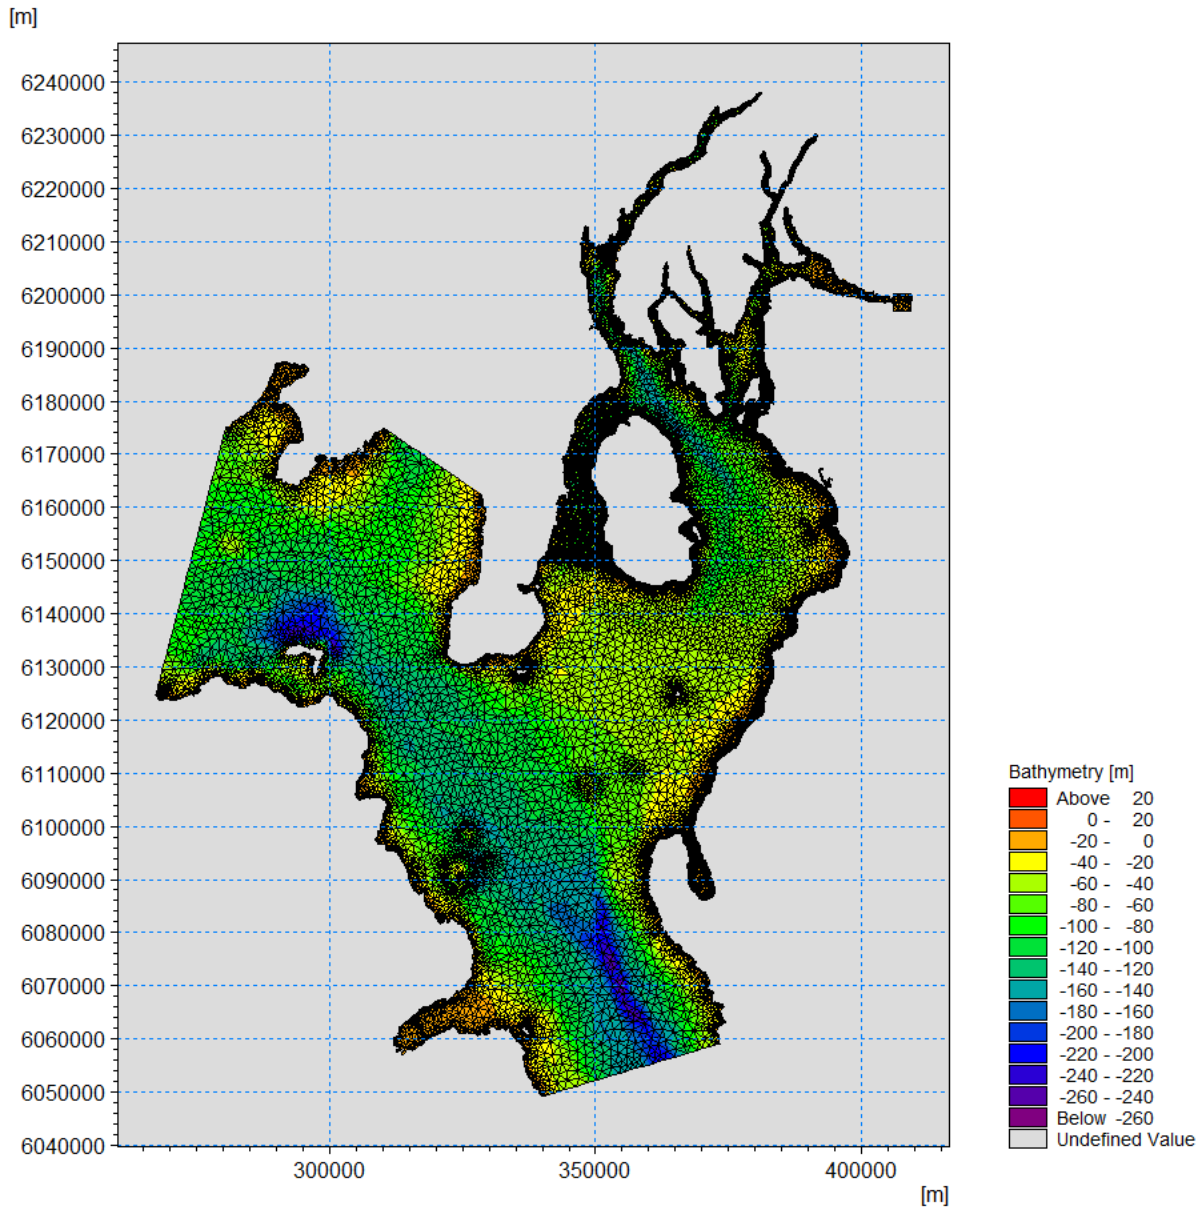 [m]
6240000
6230000
6220000
6210000
6200000
6190000
6180000
6170000
6160000
6150000
6140000
6130000
6120000
6110000
6100000
6090000
6080000
6070000
6060000
6050000
6040000
300000 350000 400000
[m]
Bathymetry [m]
Above 20
0 - 20
-20 - 0
-40 - -20
-60 - -40
-80 - -60
-100 - -80
-120 - -100
-140 - -120
-160 - -140
-180 - -160
-200 - -180
-220 - -200
-240 - -220
-260 - -240
Below -260
Undefined Value